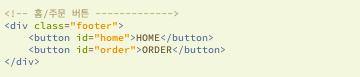 <!-- 홈/주문 버튼 ------------->
<div class="footer">
    <button id="home">HOME</button>
    <button id="order">ORDER</button>
</div>